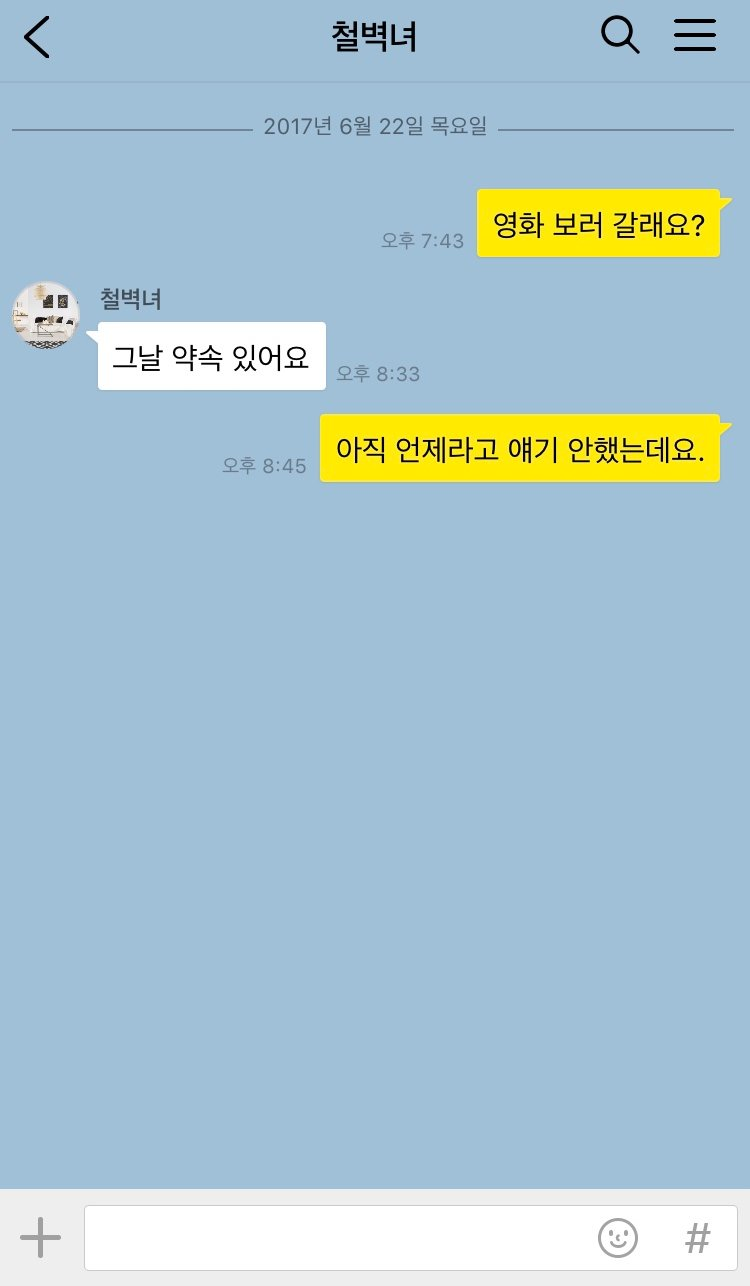 철벽녀
2017년 6월 22일 목요일
영화 보러 갈래요?
오후 7:43
철벽녀
그날 약속 있어요
오후 8:33
아직 언제라고 얘기 안했는데요.
오후 8:45
#